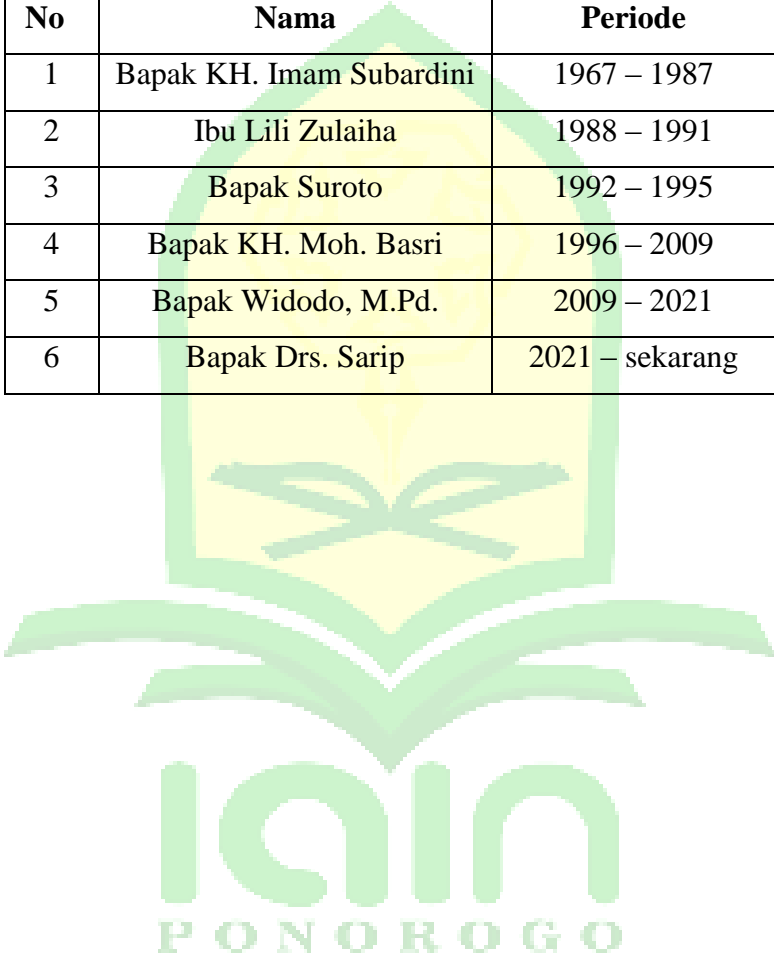 No Nama Periode
1 Bapak KH. Imam Subardini 1967 – 1987
2 Ibu Lili Zulaiha 1988 – 1991
3 Bapak Suroto 1992 – 1995
4 Bapak KH. Moh. Basri 1996 – 2009
5 Bapak Widodo, M.Pd. 2009 – 2021
6 Bapak Drs. Sarip 2021 – sekarang
iain
PONOROGO